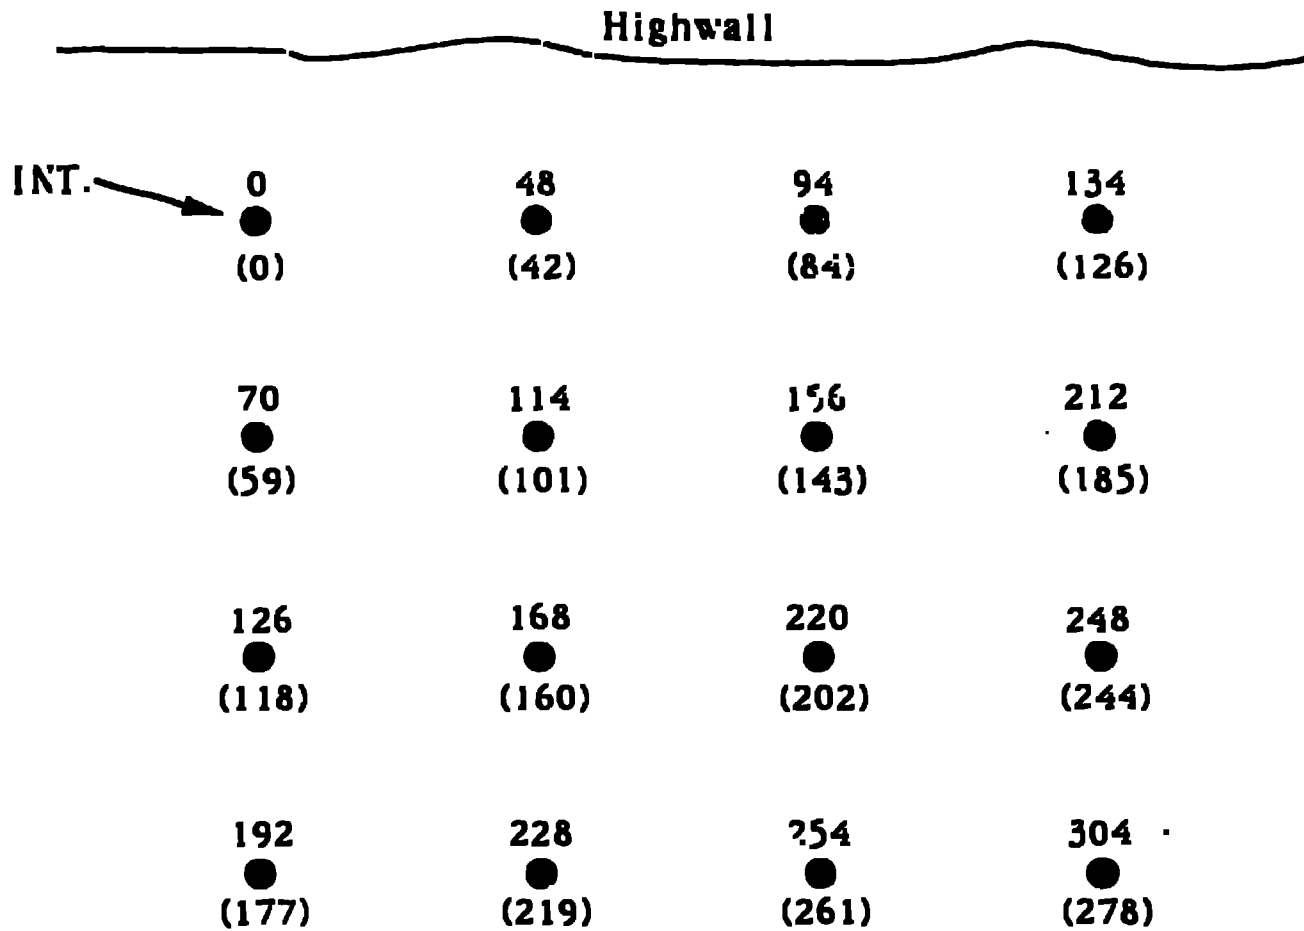 Highwall
INT.
0 48 94 134
(0) (42) (84) (126)
70 114 156 212
(59) (101) (143) (185)
126 168 220 248
(118) (160) (202) (244)
192 228 254 304
(177) (219) (261) (278)